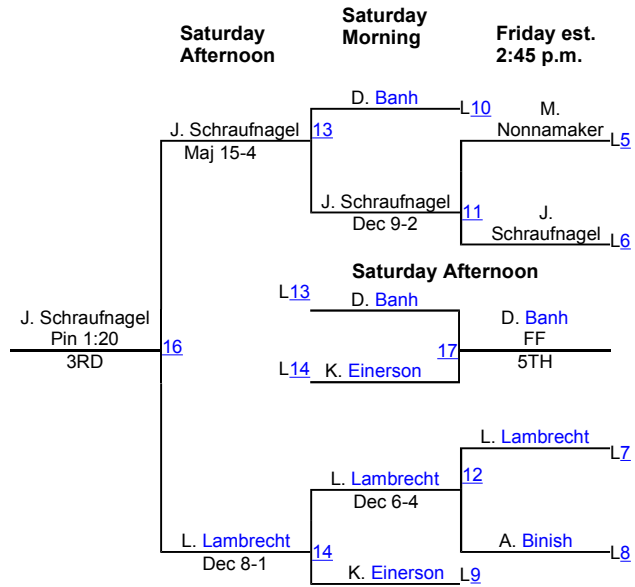 Saturday
Afternoon
Saturday
Morning
Friday est.
2:45 p.m.
D. Banh
L10
M.
Nonnamaker
L5
J. Schraufnagel
13
Maj 15-4
J. Schraufnagel
11
Dec 9-2
J.
Schraufnagel
L6
Saturday Afternoon
L13
D. Banh
J. Schraufnagel
Pin 1:20
16
3RD
17
D. Banh
FF
5TH
L14
K. Einerson
L. Lambrecht
L7
L. Lambrecht
12
Dec 6-4
L. Lambrecht
14
Dec 8-1
A. Binish
L8
K. Einerson
L9